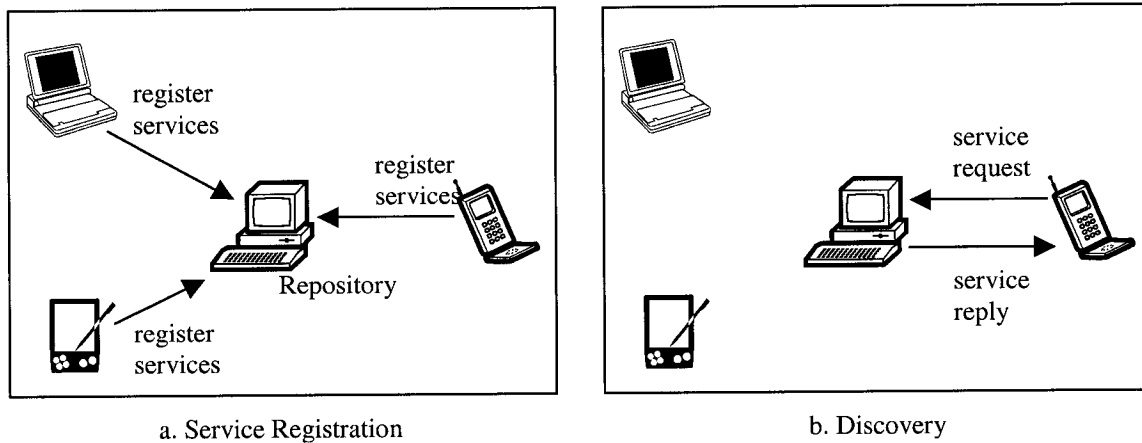 register
services
register
services
Repository
register
services
a. Service Registration
service
request
service
reply
b. Discovery